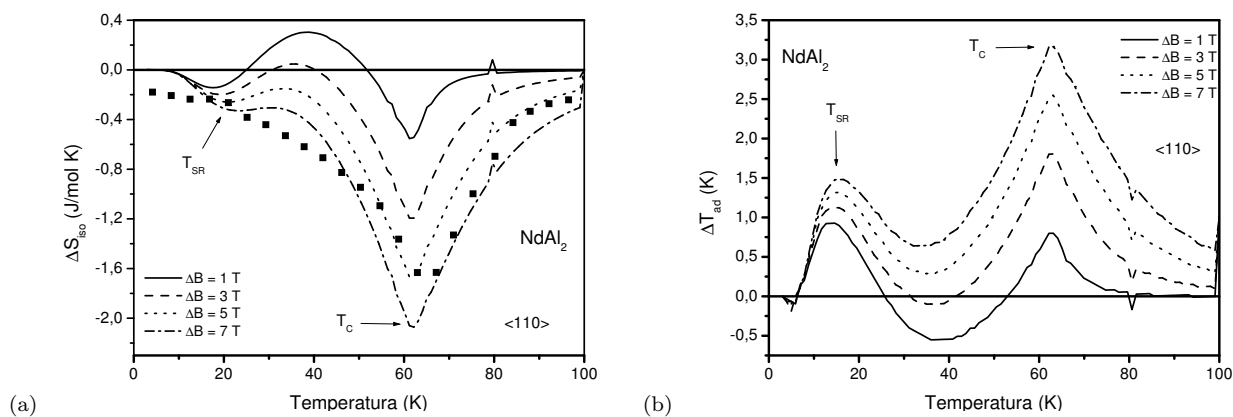 0,4
0,0
-0,4
-0,8
-1,2
-1,6
-2,0
ΔS_iso (J/mol K)
T_SR
NdAl₂
ΔB = 1 T
ΔB = 3 T
ΔB = 5 T
ΔB = 7 T
T_C
<110>
0 20 40 60 80 100
Temperatura (K)
(a)
3,5
3,0
2,5
2,0
1,5
1,0
0,5
0,0
-0,5
ΔT_ad (K)
NdAl₂
T_C
ΔB = 1 T
ΔB = 3 T
ΔB = 5 T
ΔB = 7 T
T_SR
<110>
0 20 40 60 80 100
Temperatura (K)
(b)